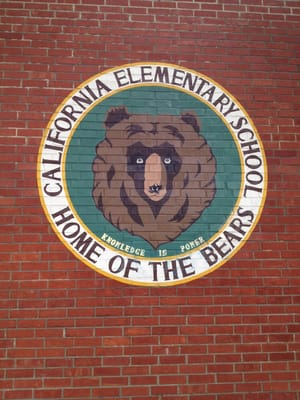 CALIFORNIA ELEMENTARY SCHOOL
KNOWLEDGE IS POWER
HOME OF THE BEARS